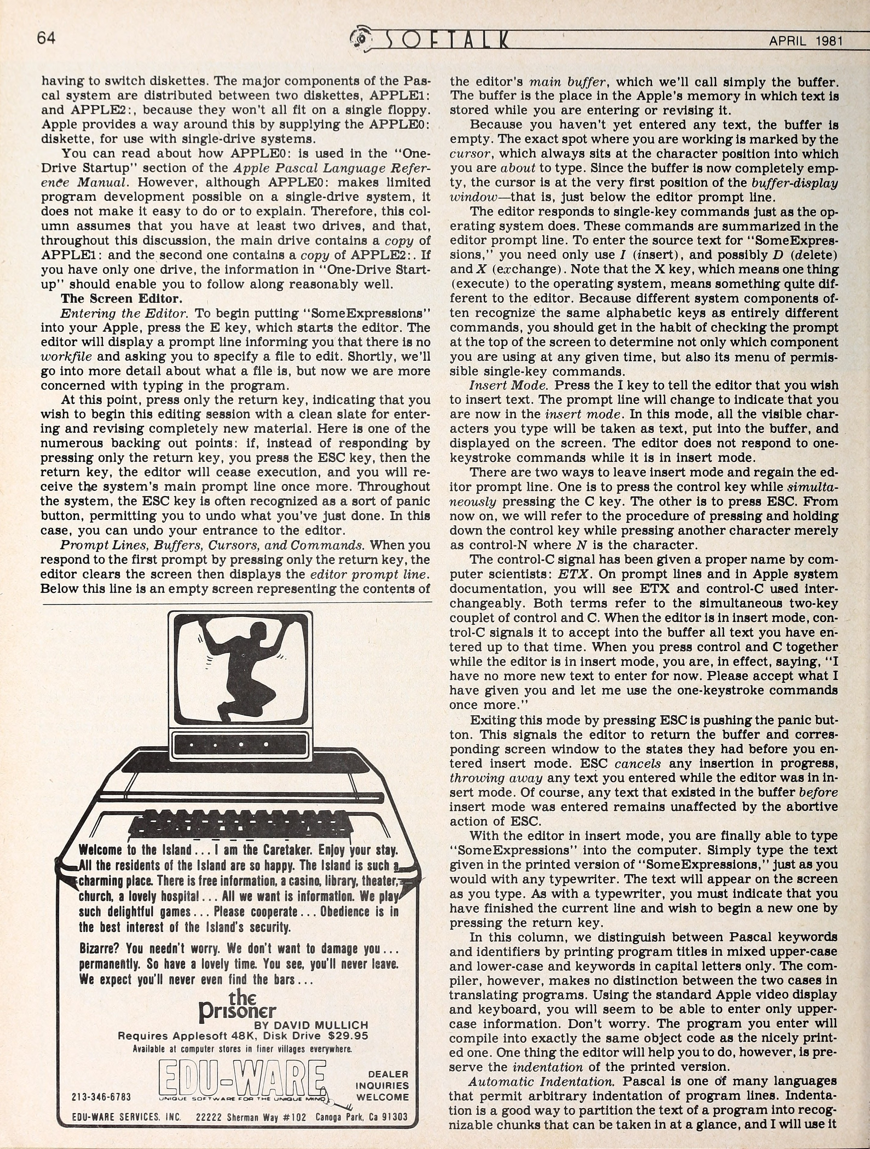 64
SOFTALK
APRIL 1981
having to switch diskettes. The major components of the Pas-
cal system are distributed between two diskettes, APPLE1:
and APPLE2:, because they won't all fit on a single floppy.
Apple provides a way around this by supplying the APPLE0:
diskette, for use with single-drive systems.
You can read about how APPLE0: is used in the "One-
Drive Startup" section of the Apple Pascal Language Refer-
ence Manual. However, although APPLE0: makes limited
program development possible on a single-drive system, it
does not make it easy to do or to explain. Therefore, this col-
umn assumes that you have at least two drives, and that,
throughout this discussion, the main drive contains a copy of
APPLE1: and the second one contains a copy of APPLE2:. If
you have only one drive, the information in "One-Drive Start-
up" should enable you to follow along reasonably well.
The Screen Editor.
Entering the Editor. To begin putting "SomeExpressions"
into your Apple, press the E key, which starts the editor. The
editor will display a prompt line informing you that there is no
workfile and asking you to specify a file to edit. Shortly, we'll
go into more detail about what a file is, but now we are more
concerned with typing in the program.
At this point, press only the return key, indicating that you
wish to begin this editing session with a clean slate for enter-
ing and revising completely new material. Here is one of the
numerous backing out points: if, instead of responding by
pressing only the return key, you press the ESC key, then the
return key, the editor will cease execution, and you will re-
ceive the system's main prompt line once more. Throughout
the system, the ESC key is often recognized as a sort of panic
button, permitting you to undo what you've just done. In this
case, you can undo your entrance to the editor.
Prompt Lines, Buffers, Cursors, and Commands. When you
respond to the first prompt by pressing only the return key, the
editor clears the screen then displays the editor prompt line.
Below this line is an empty screen representing the contents of
Welcome to the Island... I am the Caretaker. Enjoy your stay.
All the residents of the Island are so happy. The Island is such a
charming place. There is free information, a casino, library, theater,
church, a lovely hospital... All we want is information. We play
such delightful games... Please cooperate... Obedience is in
the best interest of the Island's security.
Bizarre? You needn't worry. We don't want to damage you...
permanently. So have a lovely time. You see, you'll never leave.
We expect you'll never even find the bars...
the
Prisoner
BY DAVID MULLICH
Requires Applesoft 48K, Disk Drive $29.95
Available at computer stores in finer villages everywhere.
EDU-WARE
UNIQUE SOFTWARE FOR THE UNIQUE MIND
213-346-6783
DEALER
INQUIRIES
WELCOME
EDU-WARE SERVICES, INC. 22222 Sherman Way #102 Canoga Park, Ca 91303
the editor's main buffer, which we'll call simply the buffer.
The buffer is the place in the Apple's memory in which text is
stored while you are entering or revising it.
Because you haven't yet entered any text, the buffer is
empty. The exact spot where you are working is marked by the
cursor, which always sits at the character position into which
you are about to type. Since the buffer is now completely emp-
ty, the cursor is at the very first position of the buffer-display
window—that is, just below the editor prompt line.
The editor responds to single-key commands just as the op-
erating system does. These commands are summarized in the
editor prompt line. To enter the source text for "SomeExpres-
sions," you need only use I (insert), and possibly D (delete)
and X (exchange). Note that the X key, which means one thing
(execute) to the operating system, means something quite dif-
ferent to the editor. Because different system components of-
ten recognize the same alphabetic keys as entirely different
commands, you should get in the habit of checking the prompt
at the top of the screen to determine not only which component
you are using at any given time, but also its menu of permis-
sible single-key commands.
Insert Mode. Press the I key to tell the editor that you wish
to insert text. The prompt line will change to indicate that you
are now in the insert mode. In this mode, all the visible char-
acters you type will be taken as text, put into the buffer, and
displayed on the screen. The editor does not respond to one-
keystroke commands while it is in insert mode.
There are two ways to leave insert mode and regain the ed-
itor prompt line. One is to press the control key while simulta-
neously pressing the C key. The other is to press ESC. From
now on, we will refer to the procedure of pressing and holding
down the control key while pressing another character merely
as control-N where N is the character.
The control-C signal has been given a proper name by com-
puter scientists: ETX. On prompt lines and in Apple system
documentation, you will see ETX and control-C used inter-
changeably. Both terms refer to the simultaneous two-key
couplet of control and C. When the editor is in insert mode, con-
trol-C signals it to accept into the buffer all text you have en-
tered up to that time. When you press control and C together
while the editor is in insert mode, you are, in effect, saying, "I
have no more new text to enter for now. Please accept what I
have given you and let me use the one-keystroke commands
once more."
Exiting this mode by pressing ESC is pushing the panic but-
ton. This signals the editor to return the buffer and corres-
ponding screen window to the states they had before you en-
tered insert mode. ESC cancels any insertion in progress,
throwing away any text you entered while the editor was in in-
sert mode. Of course, any text that existed in the buffer before
insert mode was entered remains unaffected by the abortive
action of ESC.
With the editor in insert mode, you are finally able to type
"SomeExpressions" into the computer. Simply type the text
given in the printed version of "SomeExpressions," just as you
would with any typewriter. The text will appear on the screen
as you type. As with a typewriter, you must indicate that you
have finished the current line and wish to begin a new one by
pressing the return key.
In this column, we distinguish between Pascal keywords
and identifiers by printing program titles in mixed upper-case
and lower-case and keywords in capital letters only. The com-
piler, however, makes no distinction between the two cases in
translating programs. Using the standard Apple video display
and keyboard, you will seem to be able to enter only upper-
case information. Don't worry. The program you enter will
compile into exactly the same object code as the nicely print-
ed one. One thing the editor will help you to do, however, is pre-
serve the indentation of the printed version.
Automatic Indentation. Pascal is one of many languages
that permit arbitrary indentation of program lines. Indenta-
tion is a good way to partition the text of a program into recog-
nizable chunks that can be taken in at a glance, and I will use it